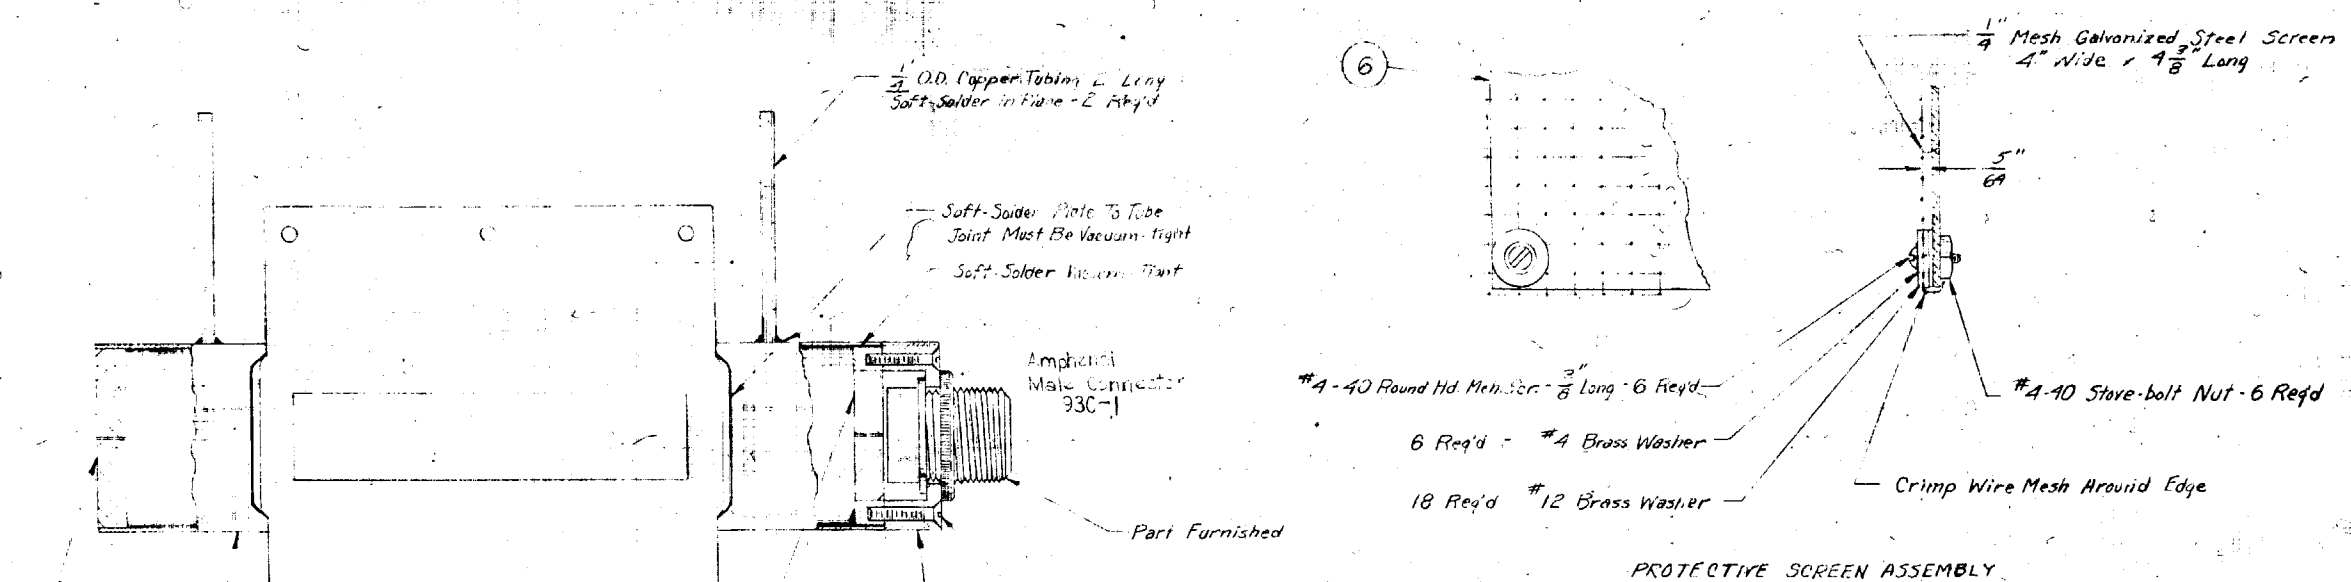 1/4 O.D. Copper Tubing 2" Long
Soft-Solder in Place - 2 Req'd
Soft-Solder Plate To Tube
Joint Must Be Vacuum-tight
Soft-Solder Vacuum Tight
Amphenol
Male Connector
93C-1
Part Furnished
6
1/4" Mesh Galvanized Steel Screen
4" Wide x 4 3/8" Long
5/64"
#4-40 Round Hd. Mch. Scr. - 3/8" Long - 6 Req'd
6 Req'd - #4 Brass Washer
18 Req'd #12 Brass Washer
#4-40 Stove-bolt Nut - 6 Req'd
Crimp Wire Mesh Around Edge
PROTECTIVE SCREEN ASSEMBLY